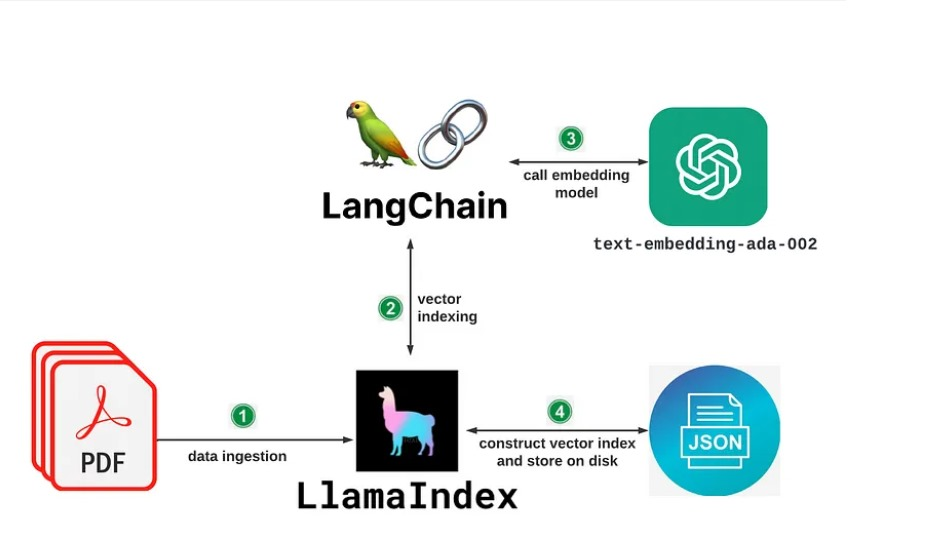 3
call embedding
model
LangChain
text-embedding-ada-002
2
vector
indexing
PDF
1
data ingestion
4
construct vector index
and store on disk
JSON
LlamaIndex